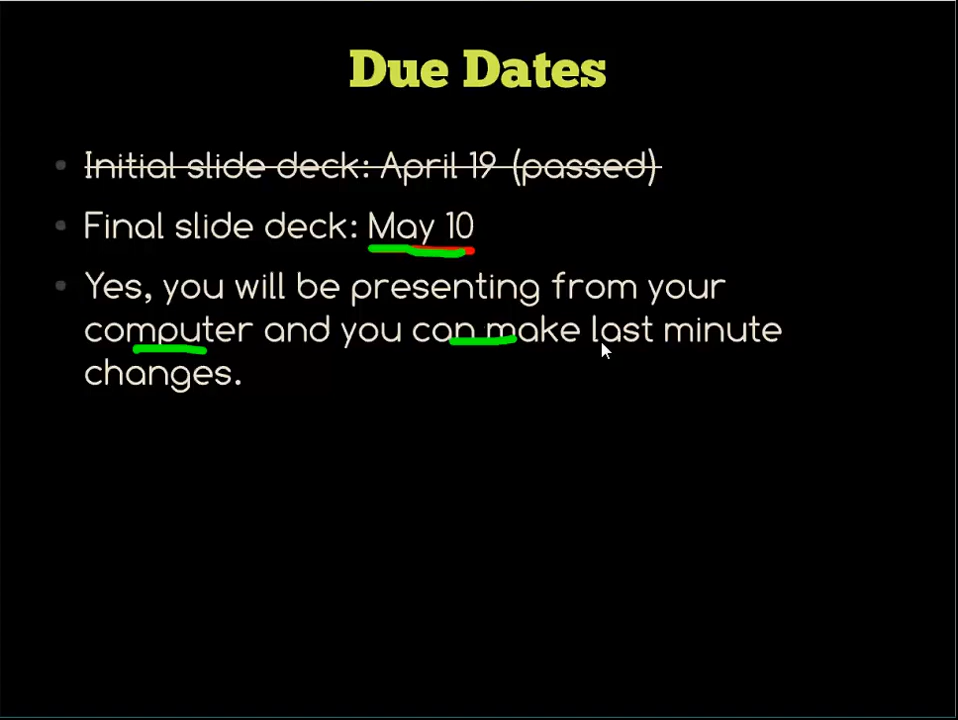 Due Dates
Initial slide deck: April 19 (passed)
Final slide deck: May 10
Yes, you will be presenting from your
computer and you can make last minute
changes.